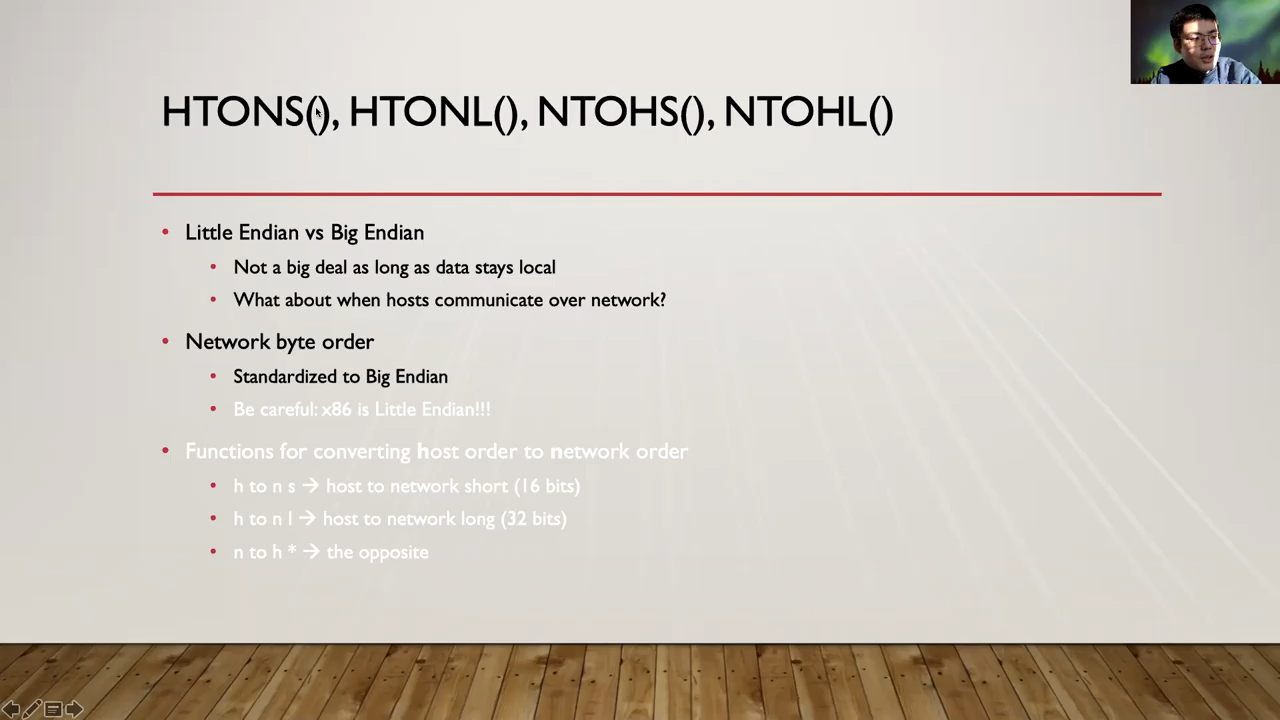 HTONS(), HTONL(), NTOHS(), NTOHL()
• Little Endian vs Big Endian
• Not a big deal as long as data stays local
• What about when hosts communicate over network?
• Network byte order
• Standardized to Big Endian
• Be careful: x86 is Little Endian!!!
• Functions for converting host order to network order
• h to n s → host to network short (16 bits)
• h to n l → host to network long (32 bits)
• n to h * → the opposite